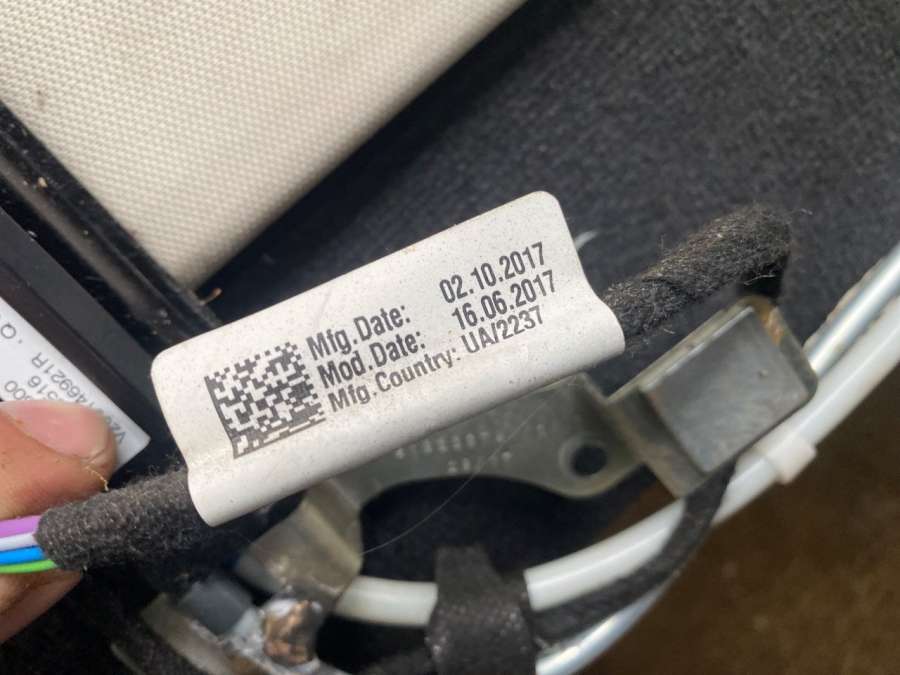 Mfg.Date: 02.10.2017
Mod.Date: 16.06.2017
Mfg.Country: UA/2237